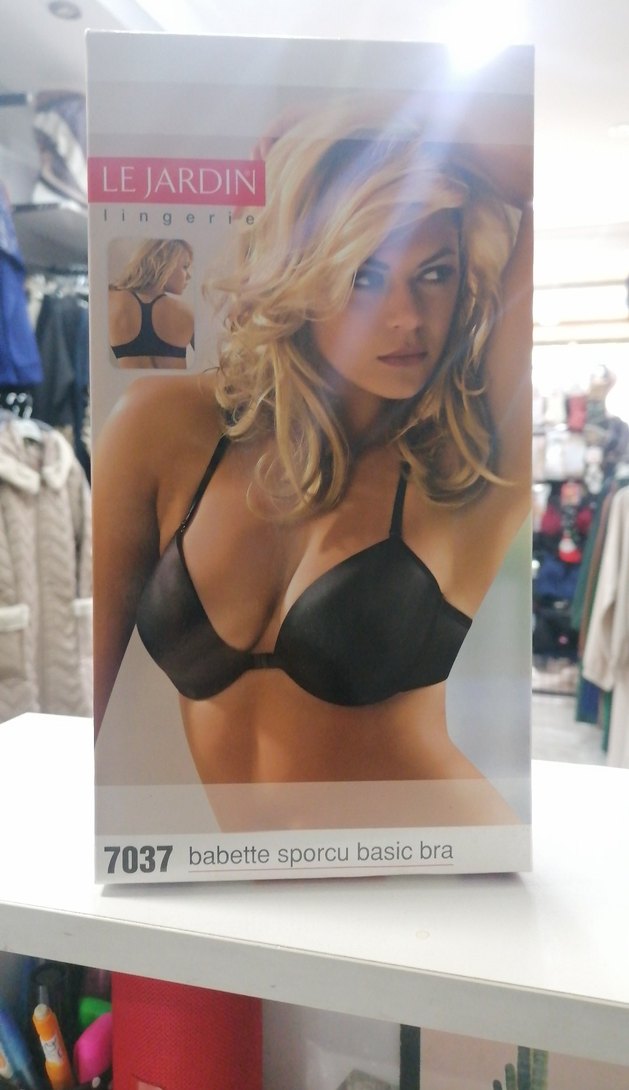 LE JARDIN
lingerie
7037 babette sporcu basic bra